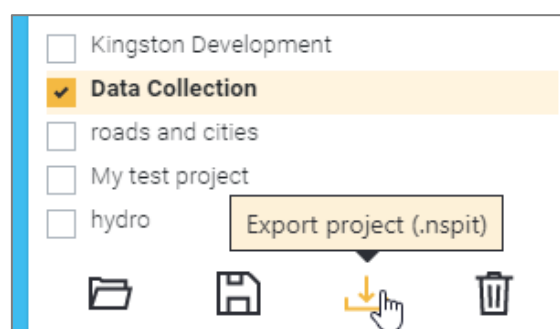 Kingston Development
Data Collection
roads and cities
My test project
hydro
Export project (.nspit)